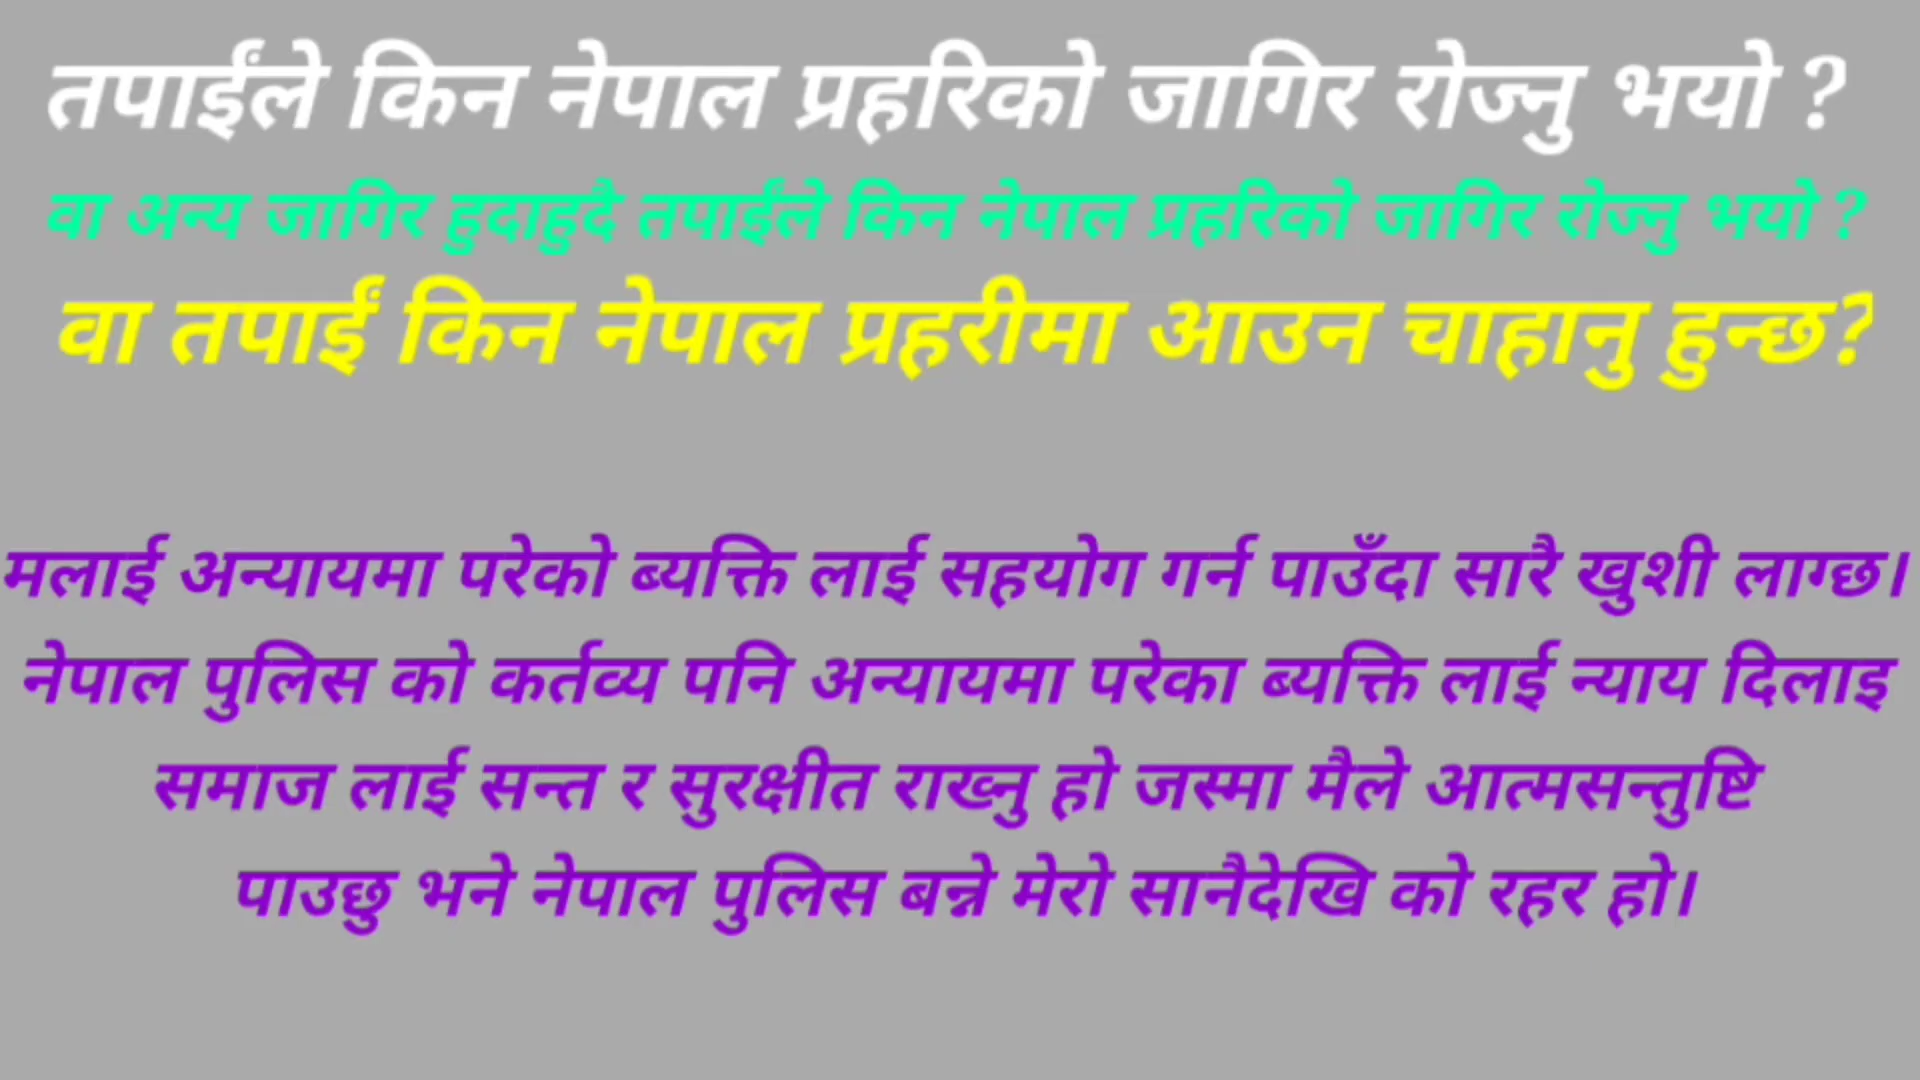 तपाईंले किन नेपाल प्रहरिको जागिर रोज्नु भयो ?
वा अन्य जागिर हुदाहुदै तपाईंले किन नेपाल प्रहरिको जागिर रोज्नु भयो ?
वा तपाईं किन नेपाल प्रहरीमा आउन चाहानु हुन्छ?
मलाई अन्यायमा परेको ब्यक्ति लाई सहयोग गर्न पाउँदा सारै खुशी लाग्छ।
नेपाल पुलिस को कर्तव्य पनि अन्यायमा परेका ब्यक्ति लाई न्याय दिलाइ
समाज लाई सन्त र सुरक्षीत राख्नु हो जस्मा मैले आत्मसन्तुष्टि
पाउछु भने नेपाल पुलिस बन्ने मेरो सानैदेखि को रहर हो।